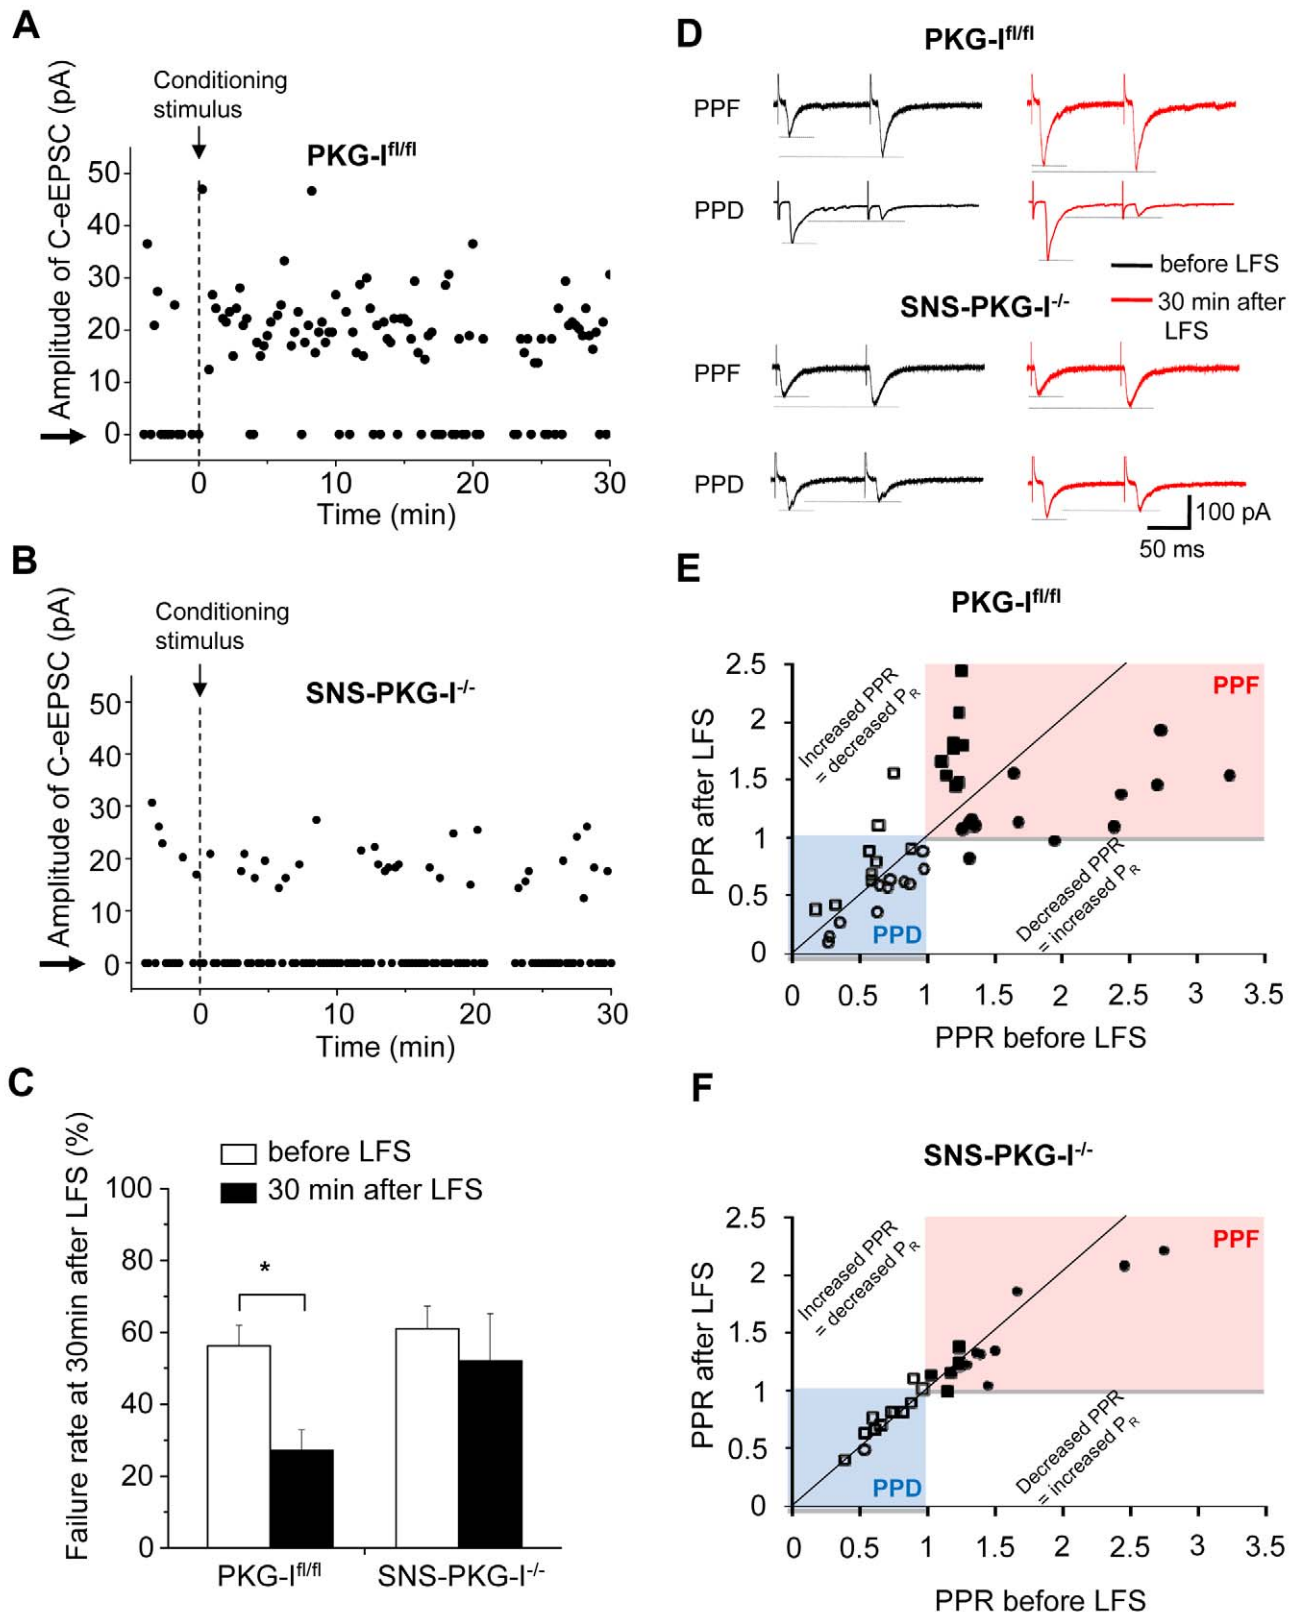 A
Conditioning
stimulus
PKG-I^fl/fl
Amplitude of C-eEPSC (pA)
50
40
30
20
10
0
0
10
20
30
Time (min)
B
Conditioning
stimulus
SNS-PKG-I^-/-
Amplitude of C-eEPSC (pA)
50
40
30
20
10
0
0
10
20
30
Time (min)
C
before LFS
30 min after LFS
Failure rate at 30min after LFS (%)
100
80
60
40
20
0
*
PKG-I^fl/fl
SNS-PKG-I^-/-
D
PKG-I^fl/fl
PPF
PPD
before LFS
30 min after
LFS
SNS-PKG-I^-/-
PPF
PPD
100 pA
50 ms
E
PKG-I^fl/fl
PPR after LFS
2.5
2
1.5
1
0.5
0
Increased PPR
= decreased P_R
PPF
Decreased PPR
= increased P_R
PPD
0
0.5
1
1.5
2
2.5
3
3.5
PPR before LFS
F
SNS-PKG-I^-/-
PPR after LFS
2.5
2
1.5
1
0.5
0
Increased PPR
= decreased P_R
PPF
Decreased PPR
= increased P_R
PPD
0
0.5
1
1.5
2
2.5
3
3.5
PPR before LFS